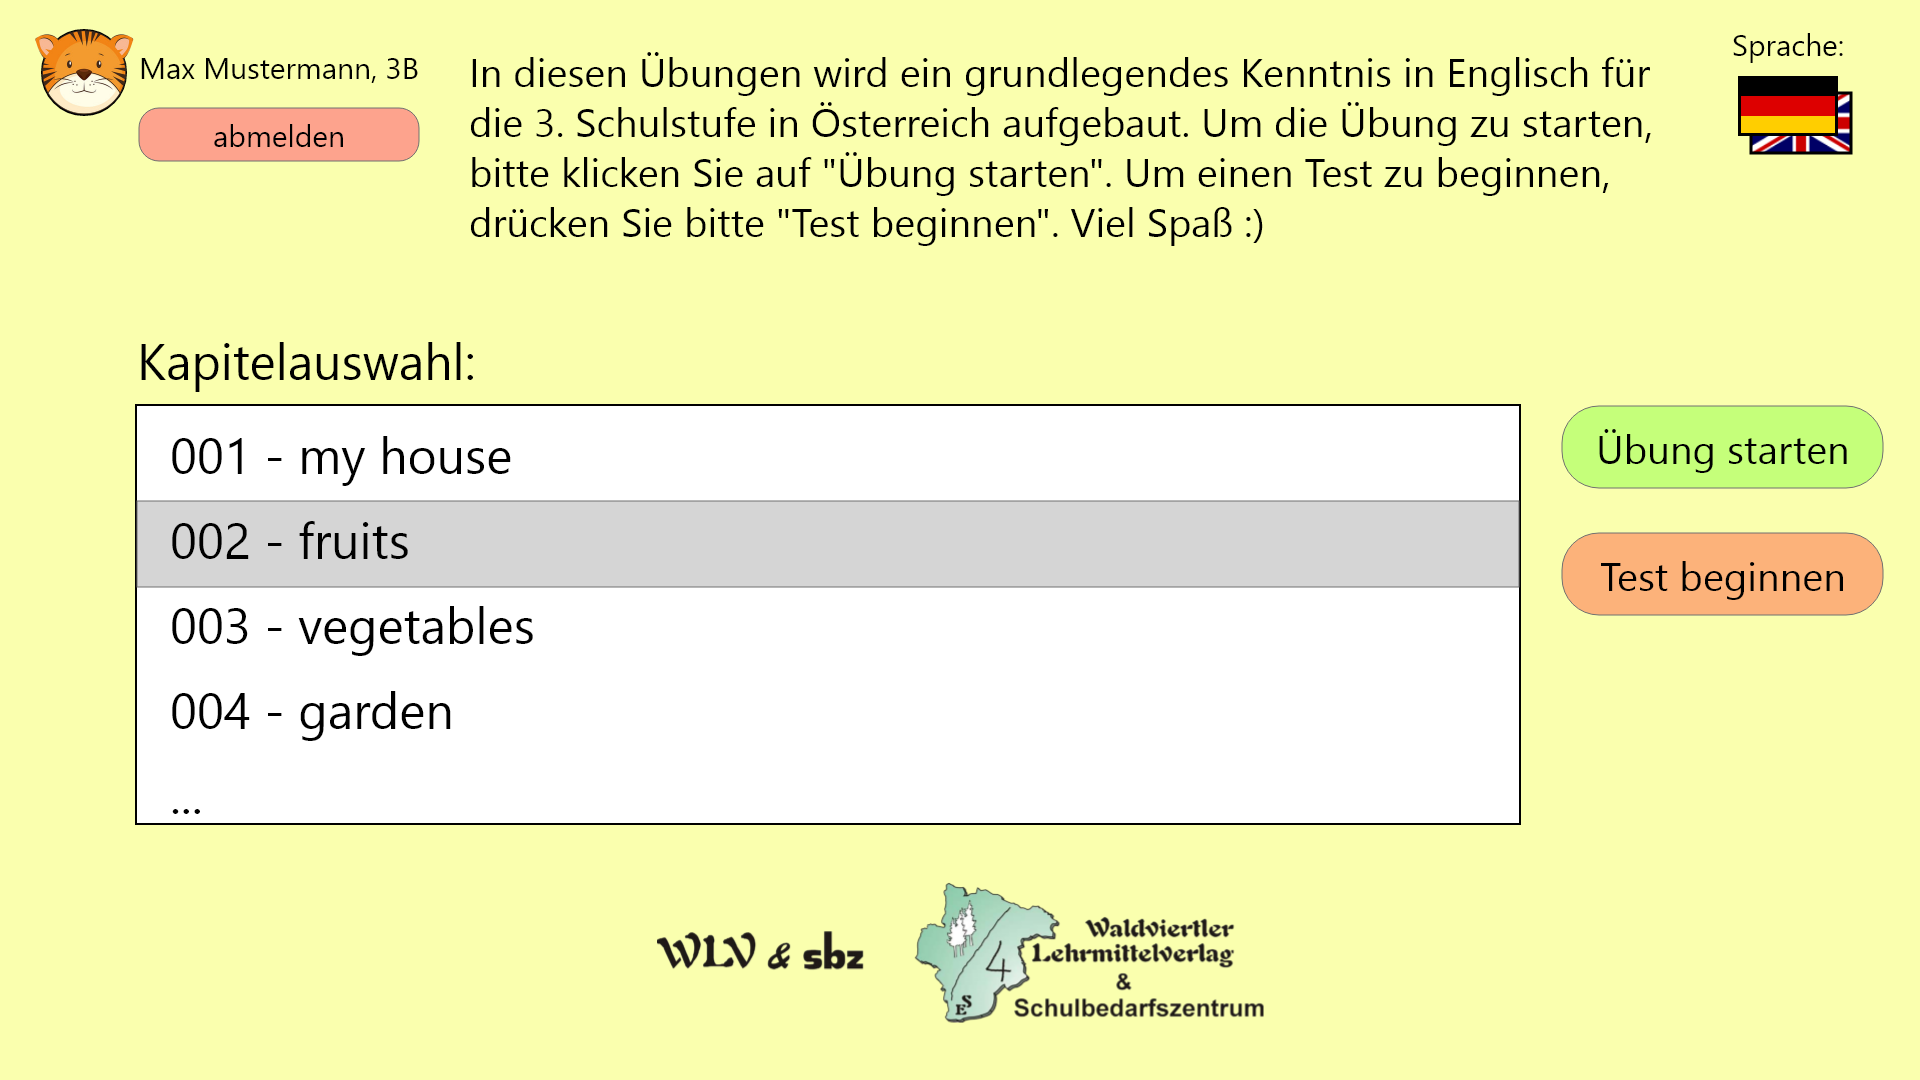 Max Mustermann, 3B
abmelden
In diesen Übungen wird ein grundlegendes Kenntnis in Englisch für
die 3. Schulstufe in Österreich aufgebaut. Um die Übung zu starten,
bitte klicken Sie auf "Übung starten". Um einen Test zu beginnen,
drücken Sie bitte "Test beginnen". Viel Spaß :)
Sprache:
Kapitelauswahl:
001 - my house
002 - fruits
003 - vegetables
004 - garden
...
Übung starten
Test beginnen
WLV & sbz
4
ES
Waldviertler
Lehrmittelverlag
&
Schulbedarfszentrum